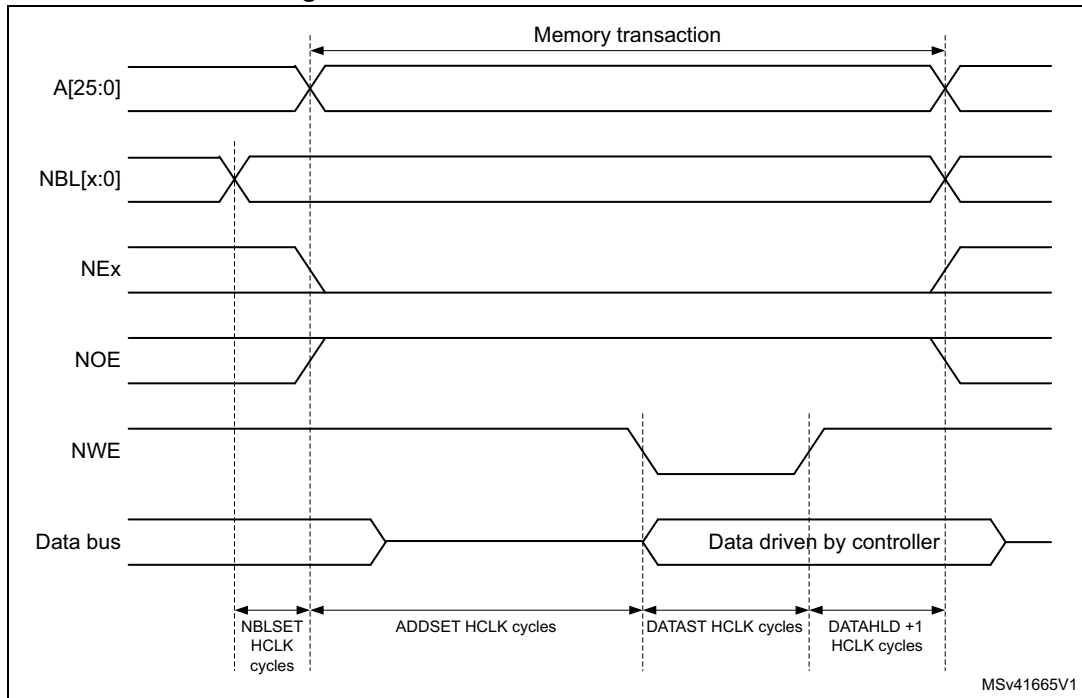 Memory transaction
A[25:0]
NBL[x:0]
NEx
NOE
NWE
Data bus
Data driven by controller
NBLSET
HCLK
cycles
ADDSET HCLK cycles
DATAST HCLK cycles
DATAHLD +1
HCLK cycles
MSv41665V1